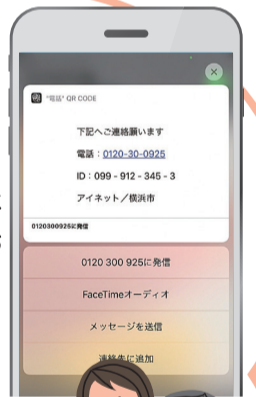 "電話" QR CODE
下記へご連絡願います
電話：0120-30-0925
ID：099 - 912 - 345 - 3
アイネット／横浜市
0120300925に発信
0120 300 925に発信
FaceTimeオーディオ
メッセージを送信
連絡先に追加